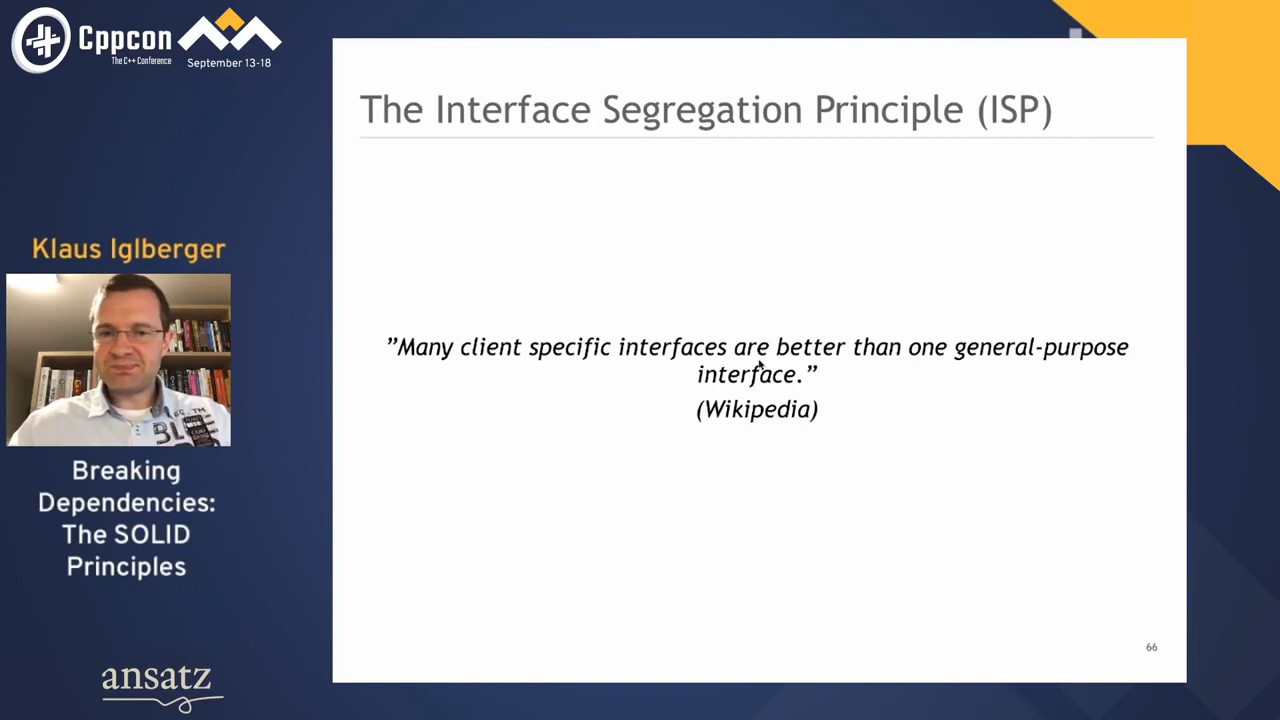 Cppcon
The C++ Conference
September 13-18
Klaus Iglberger
Breaking
Dependencies:
The SOLID
Principles
ansatz
The Interface Segregation Principle (ISP)
”Many client specific interfaces are better than one general-purpose
interface.”
(Wikipedia)
66